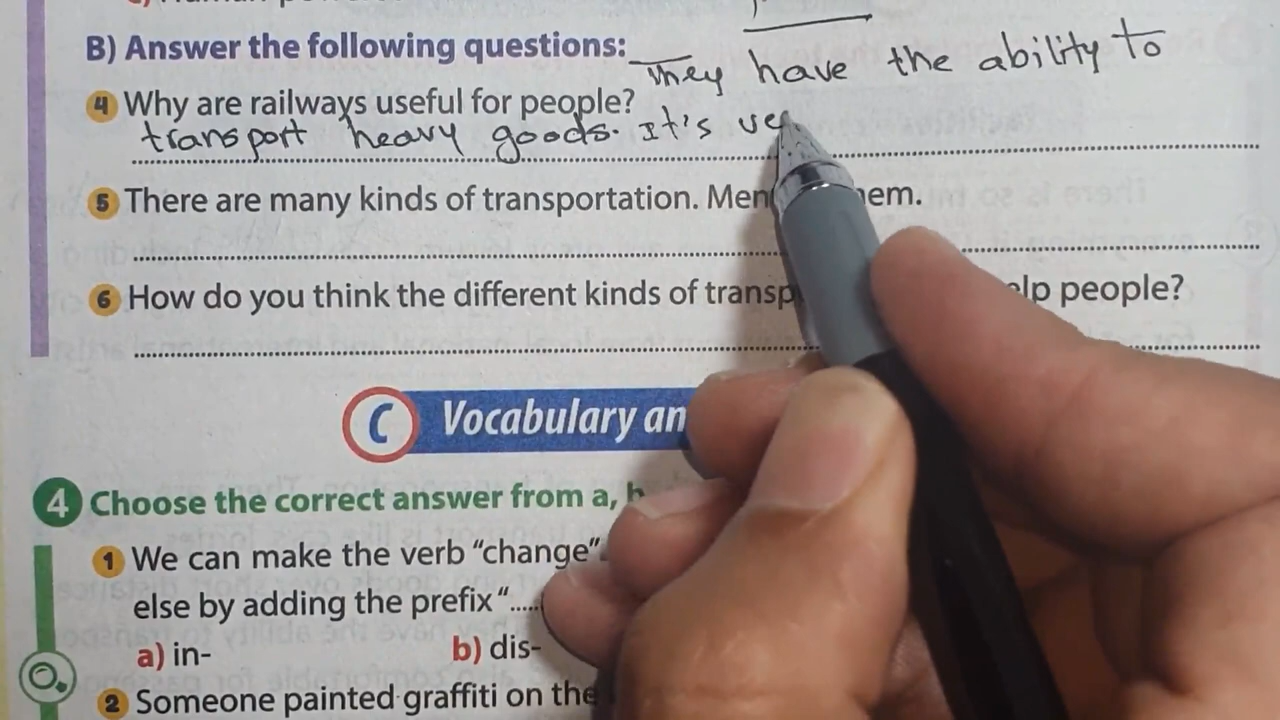 B) Answer the following questions:
They have the ability to
4 Why are railways useful for people?
transport heavy goods. It's ve
5 There are many kinds of transportation. Men em.
6 How do you think the different kinds of transp elp people?
C Vocabulary an
4 Choose the correct answer from a, b
1 We can make the verb "change"
else by adding the prefix ".....
a) in- b) dis-
2 Someone painted graffiti on the